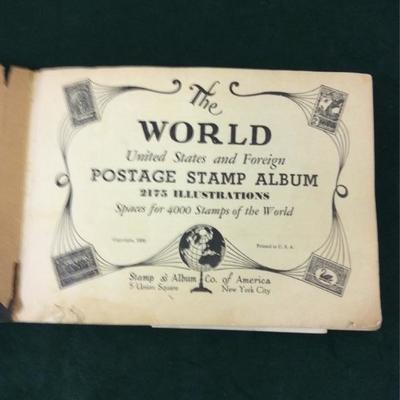 The
WORLD
United States and Foreign
POSTAGE STAMP ALBUM
2175 ILLUSTRATIONS
Spaces for 4000 Stamps of the World
Copyright,
Printed in U. S. A.
Stamp & Album Co. of America
5 Union Square New York City